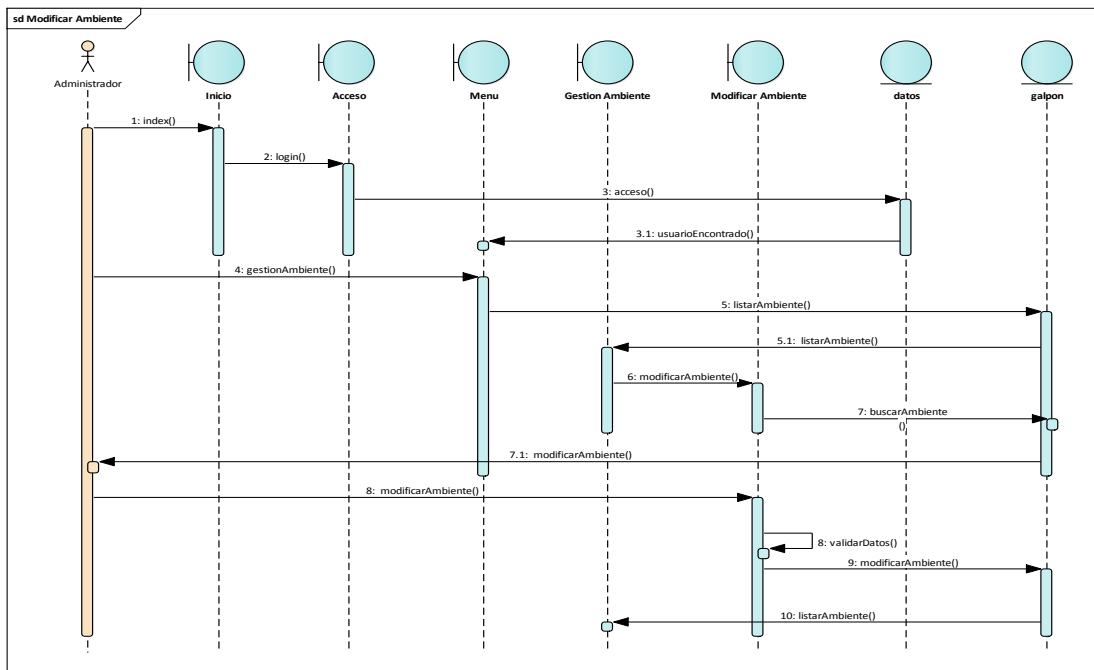 sd Modificar Ambiente
Administrador
Inicio
Acceso
Menu
Gestion Ambiente
Modificar Ambiente
datos
galpon
1: index()
2: login()
3: acceso()
3.1: usuarioEncontrado()
4: gestionAmbiente()
5: listarAmbiente()
5.1: listarAmbiente()
6: modificarAmbiente()
7: buscarAmbiente
()
7.1: modificarAmbiente()
8: modificarAmbiente()
8: validarDatos()
9: modificarAmbiente()
10: listarAmbiente()